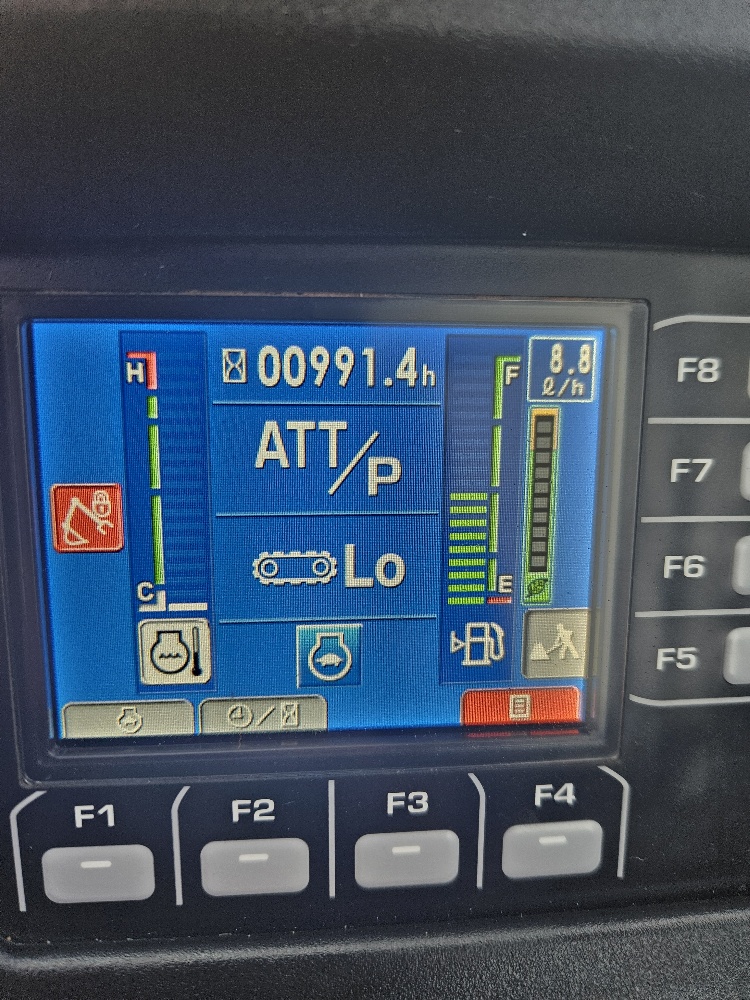 H
00991.4h
F
8.8
ℓ/h
ATT/P
Lo
C
E
F8
F7
F6
F5
F1
F2
F3
F4